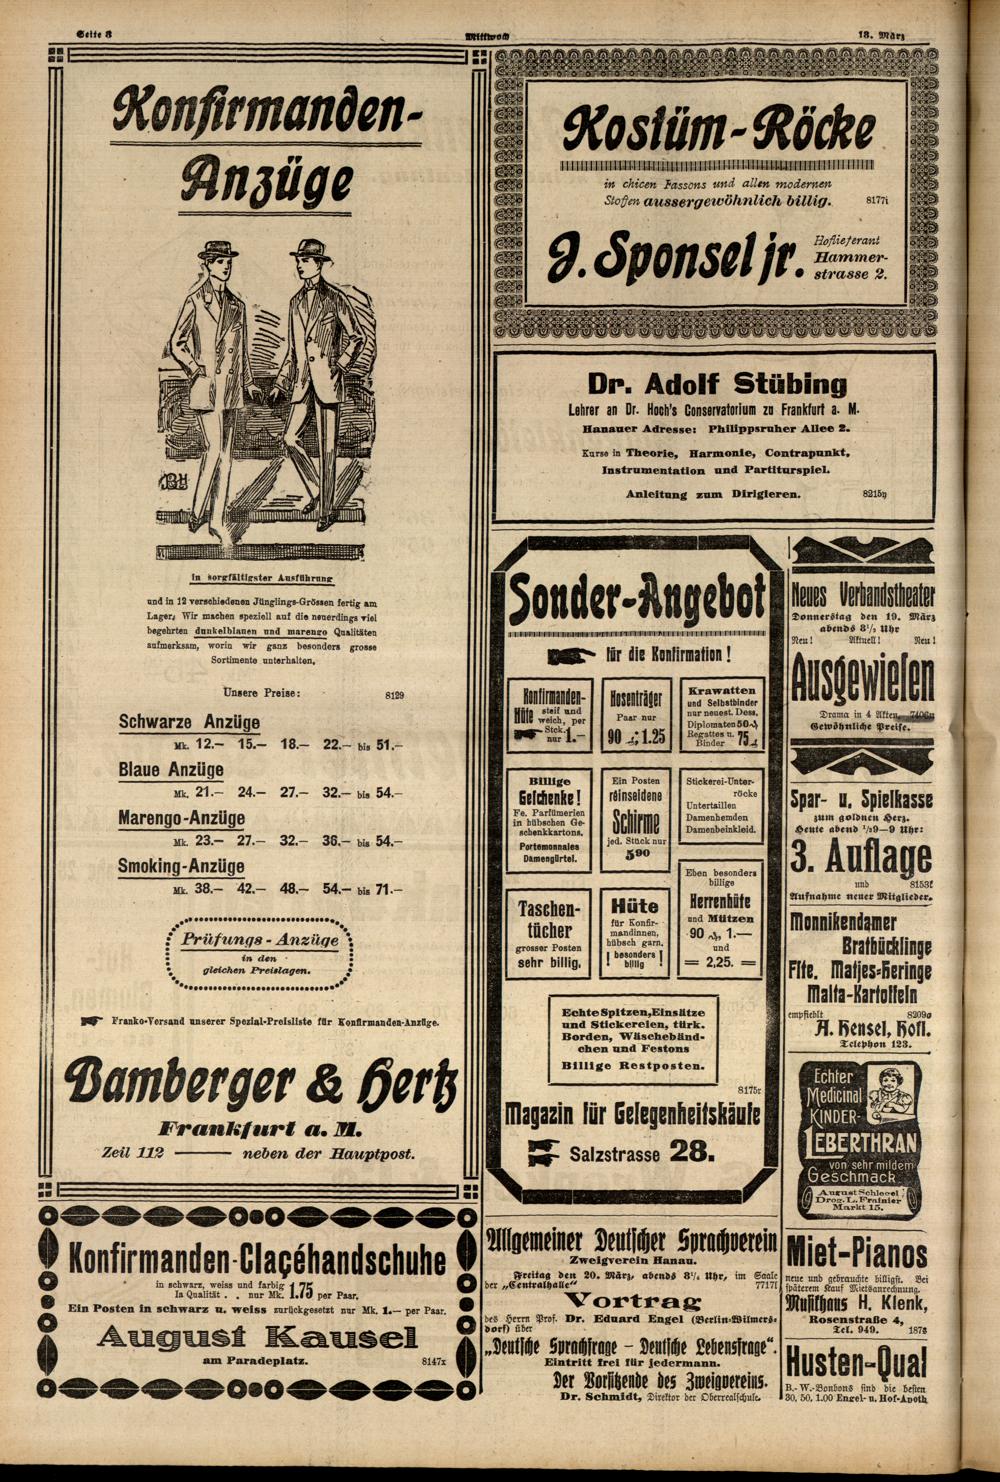 Seite 8
Mittwoch
18. März
Konfirmanden-
Anzüge
in sorgfältigster Ausführung
und in 12 verschiedenen Jünglings-Grössen fertig am
Lager. Wir machen speziell auf die neuerdings viel
begehrten dunkelblauen und marengo Qualitäten
aufmerksam, worin wir ganz besonders grosse
Sortimente unterhalten.
Unsere Preise: 8129
Schwarze Anzüge
Mk. 12.— 15.— 18.— 22.— bis 51.—
Blaue Anzüge
Mk. 21.— 24.— 27.— 32.— bis 54.—
Marengo-Anzüge
Mk. 23.— 27.— 32.— 36.— bis 54.—
Smoking-Anzüge
Mk. 38.— 42.— 48.— 54.— bis 71.—
Prüfungs-Anzüge
in den
gleichen Preislagen.
Franko-Versand unserer Spezial-Preisliste für Konfirmanden-Anzüge.
Bamberger & Hertz
Frankfurt a. M.
Zeil 112 — neben der Hauptpost.
Konfirmanden-Claçéhandschuhe
in schwarz, weiss und farbig
Ia Qualität . . nur Mk. 1.75 per Paar.
Ein Posten in schwarz u. weiss zurückgesetzt nur Mk. 1.— per Paar.
August Kausel
am Paradeplatz. 8147x
Kostüm-Röcke
in chicen Fassons und allen modernen
Stoffen aussergewöhnlich billig. 8177i
J. Sponsel jr.
Hoflieferant
Hammer-
strasse 2.
Dr. Adolf Stübing
Lehrer an Dr. Hoch's Conservatorium zu Frankfurt a. M.
Hanauer Adresse: Philippsruher Allee 2.
Kurse in Theorie, Harmonie, Contrapunkt,
Instrumentation und Partiturspiel.
Anleitung zum Dirigieren. 8215y
Sonder-Angebot
für die Konfirmation!
Konfirmanden-
Hüte steif und
weich, per
Stck.
nur 1.—
Hosenträger
Paar nur
90 ₰, 1.25
Krawatten
und Selbstbinder
nur neuest. Dess.
Diplomaten 50 ₰
Regattes u.
Binder 75 ₰
Billige
Geschenke!
Fe. Parfümerien
in hübschen Ge-
schenkkartons.
Portemonnaies
Damengürtel.
Ein Posten
reinseidene
Schirme
jed. Stück nur
5 90
Stickerei-Unter-
röcke
Untertaillen
Damenhemden
Damenbeinkleid.
Taschen-
tücher
grosser Posten
sehr billig.
Hüte
für Konfir-
mandinnen,
hübsch garn.
! besonders !
billig
Eben besonders
billige
Herrenhüte
und Mützen
90 ₰, 1.—
und
2,25.
Echte Spitzen, Einsätze
und Stickereien, türk.
Borden, Wäschebänd-
chen und Festons
Billige Restposten.
8175r
Magazin für Gelegenheitskäufe
Salzstrasse 28.
Neues Verbandstheater
Donnerstag den 19. März
abends 8½ Uhr
Neu! Aktuell! Neu!
Ausgewiesen
Drama in 4 Akten.
Gewöhnliche Preise.
Spar- u. Spielkasse
zum goldnen Herz.
Heute abend ½9—9 Uhr:
3. Auflage
und 8153f
Aufnahme neuer Mitglieder.
Monnikendamer
Bratbücklinge
Fste. Matjes-Heringe
Malta-Kartoffeln
empfiehlt 8209a
A. Hensel, Hofl.
Telephon 123.
Echter
Medicinal
KINDER-
LEBERTHRAN
von sehr mildem
Geschmack
August Schlegel
Drog. L. Frainier
Markt 15.
Allgemeiner Deutscher Sprachverein
Zweigverein Hanau.
Freitag den 20. März, abends 8¼ Uhr, im Saale
der „Centralhalle“ 7717f
Vortrag
des Herrn Prof. Dr. Eduard Engel (Berlin-Wilmers-
dorf) über
„Deutsche Sprachfrage – Deutsche Lebensfrage“.
Eintritt frei für jedermann.
Der Vorsitzende des Zweigvereins.
Dr. Schmidt, Direktor der Oberrealschule.
Miet-Pianos
neue und gebrauchte billigst. Bei
späterem Kauf Mietsanrechnung.
Musikhaus H. Klenk,
Rosenstraße 4,
Tel. 949.
Husten-Qual
B.-W.-Bonbons sind die besten
30, 50, 1.00 Engel- u. Hof-Apoth.